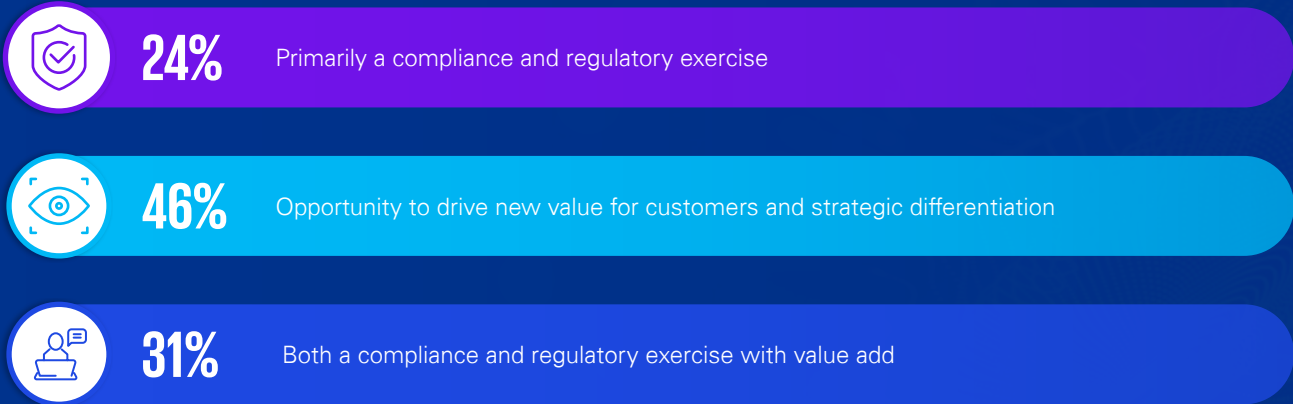 24% Primarily a compliance and regulatory exercise
46% Opportunity to drive new value for customers and strategic differentiation
31% Both a compliance and regulatory exercise with value add